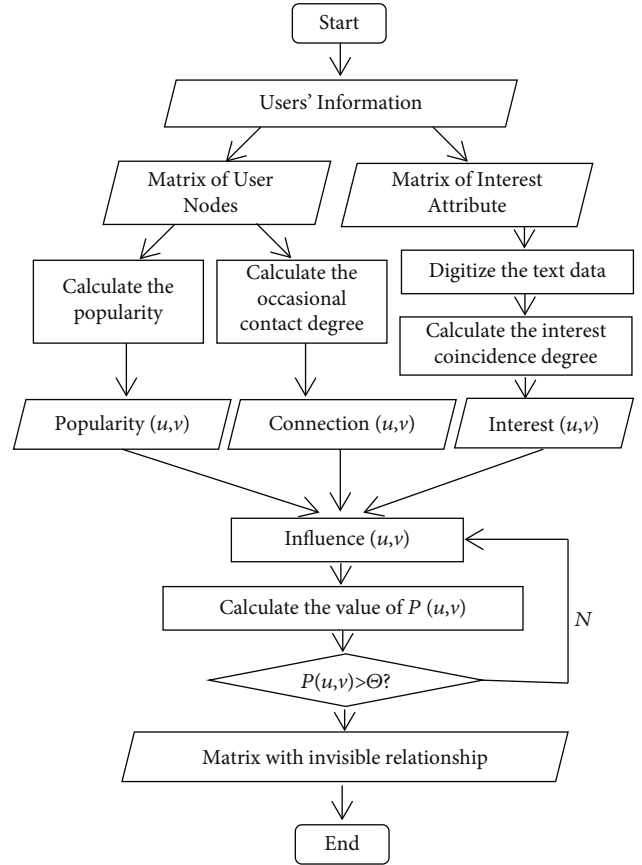 Start
Users' Information
Matrix of User
Nodes
Matrix of Interest
Attribute
Calculate the
popularity
Calculate the
occasional
contact degree
Digitize the text data
Calculate the interest
coincidence degree
Popularity (u,v)
Connection (u,v)
Interest (u,v)
Influence (u,v)
Calculate the value of P (u,v)
N
P(u,v)>Θ?
Matrix with invisible relationship
End